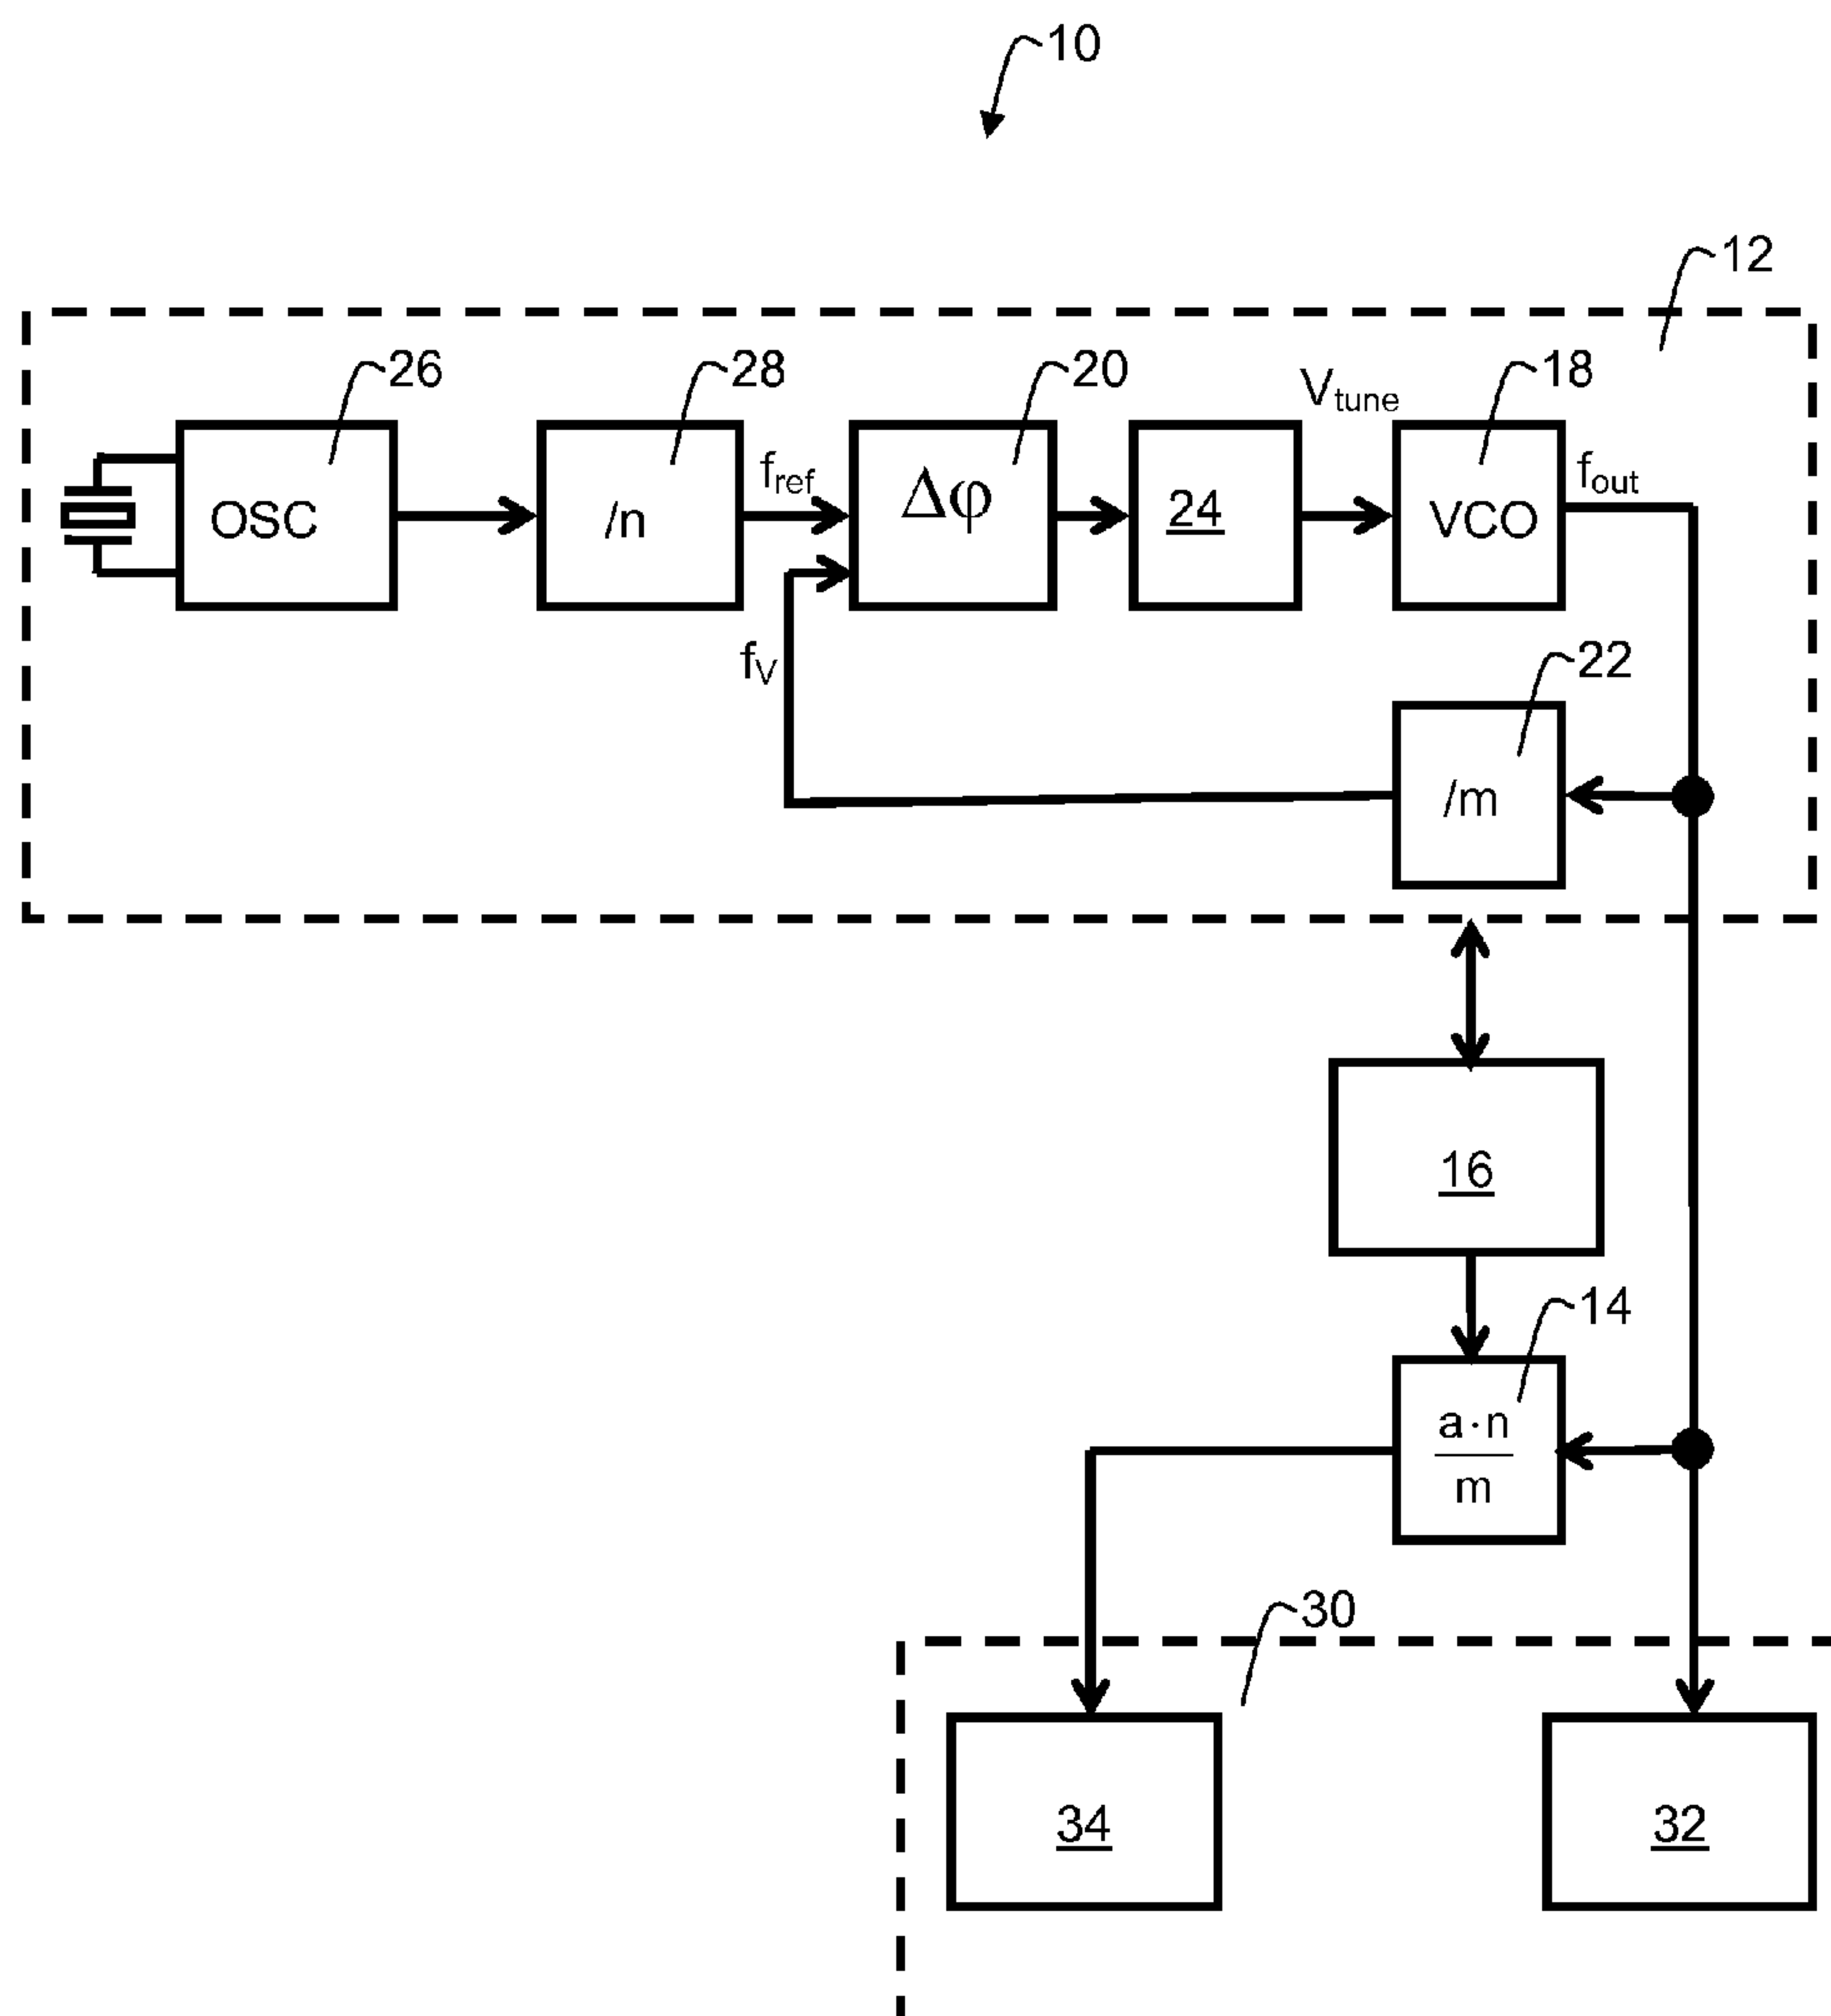 10
12
26
28
20
18
V_tune
f_ref
f_out
OSC
/n
Δφ
24
VCO
f_V
22
/m
16
14
a·n
m
30
34
32